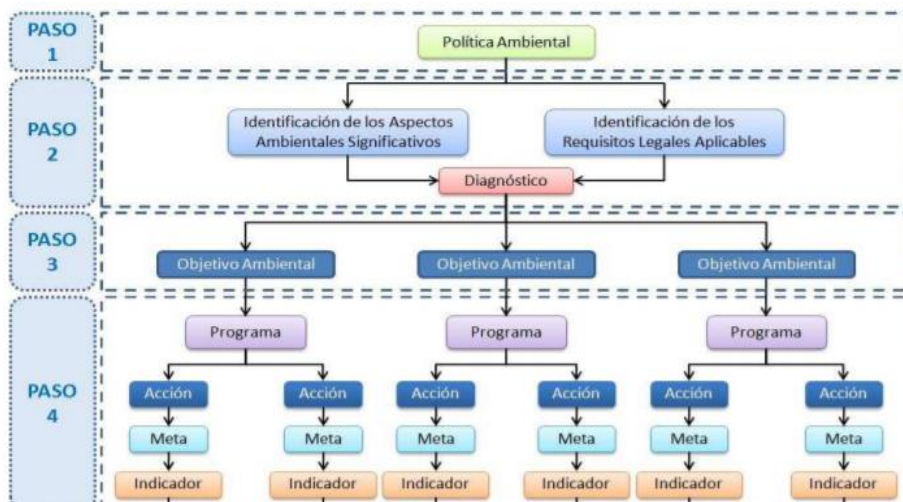 PASO
1
Política Ambiental
PASO
2
Identificación de los Aspectos
Ambientales Significativos
Identificación de los
Requisitos Legales Aplicables
Diagnóstico
PASO
3
Objetivo Ambiental
Objetivo Ambiental
Objetivo Ambiental
PASO
4
Programa
Programa
Programa
Acción
Acción
Acción
Acción
Acción
Acción
Meta
Meta
Meta
Meta
Meta
Meta
Indicador
Indicador
Indicador
Indicador
Indicador
Indicador